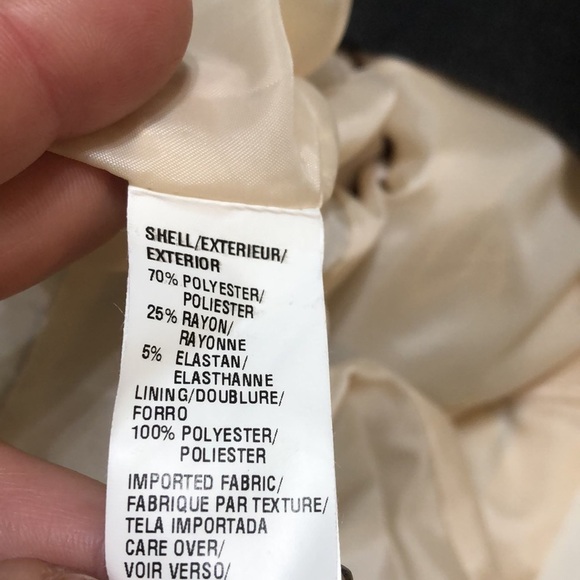 SHELL/EXTERIEUR/
EXTERIOR
70% POLYESTER/
POLIESTER
25% RAYON/
RAYONNE
5% ELASTAN/
ELASTHANNE
LINING/DOUBLURE/
FORRO
100% POLYESTER/
POLIESTER
IMPORTED FABRIC/
FABRIQUE PAR TEXTURE/
TELA IMPORTADA
CARE OVER/
VOIR VERSO/